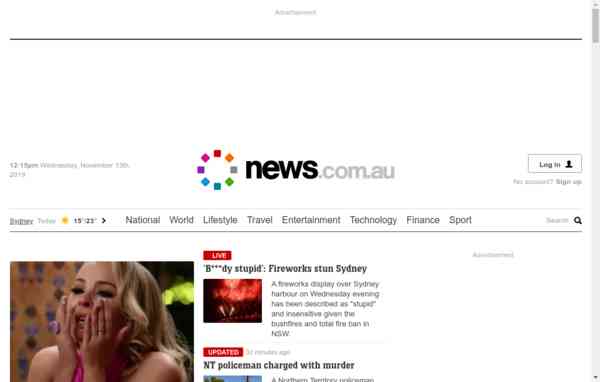 Advertisement
12:15pm Wednesday, November 13th,
2019
news.com.au
Log in
No account? Sign up
Sydney Today 15°/23°
National World Lifestyle Travel Entertainment Technology Finance Sport
Search
LIVE
'B***dy stupid': Fireworks stun Sydney
A fireworks display over Sydney
harbour on Wednesday evening
has been described as "stupid"
and insensitive given the
bushfires and total fire ban in
NSW.
Advertisement
UPDATED 32 minutes ago
NT policeman charged with murder
A Northern Territory policeman